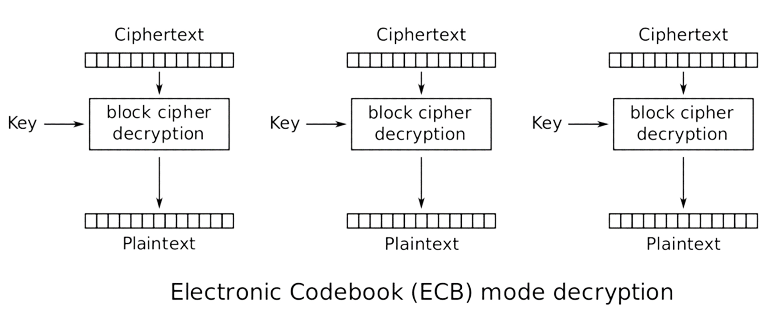 Ciphertext
Ciphertext
Ciphertext
Key
block cipher
decryption
Key
block cipher
decryption
Key
block cipher
decryption
Plaintext
Plaintext
Plaintext
Electronic Codebook (ECB) mode decryption